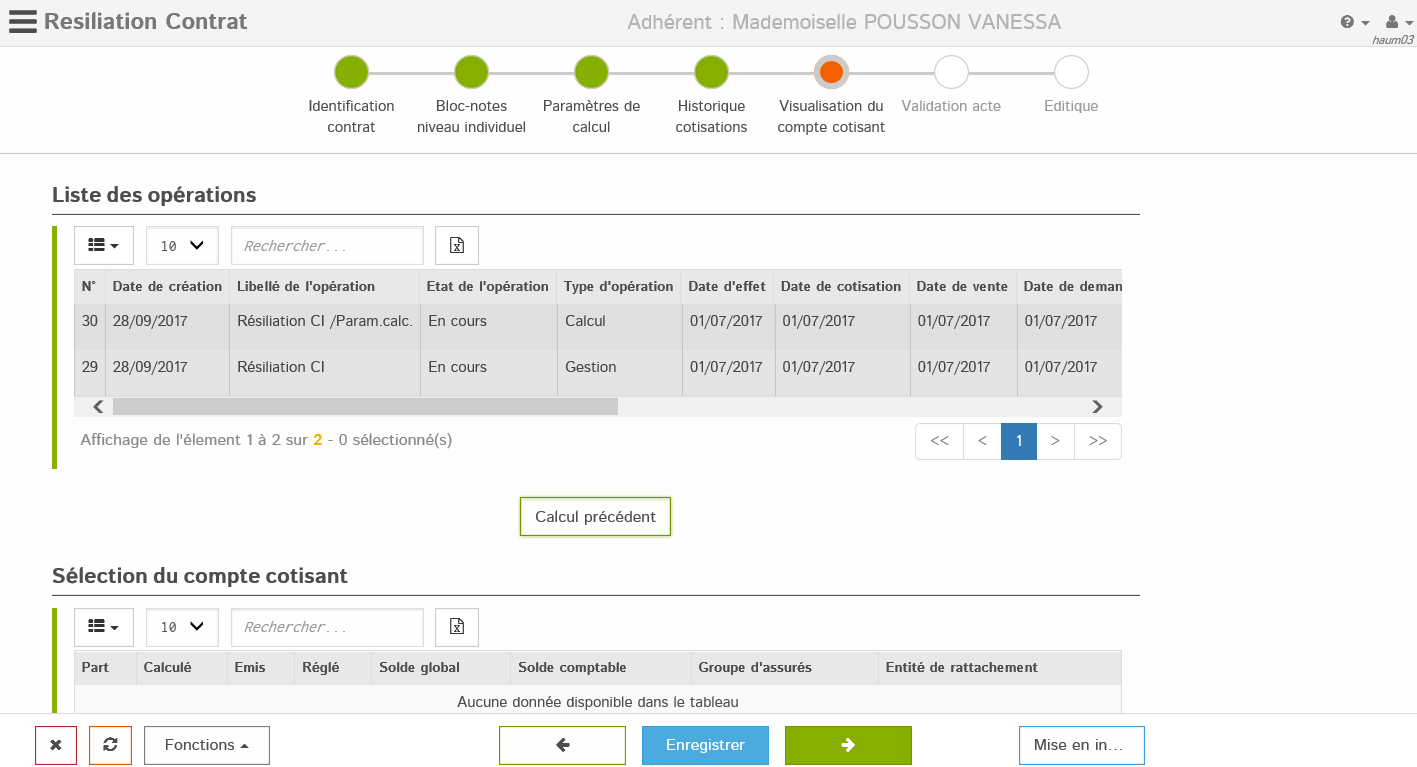 Resiliation Contrat
Adhérent : Mademoiselle POUSSON VANESSA
haum03
Identification contrat
Bloc-notes niveau individuel
Paramètres de calcul
Historique cotisations
Visualisation du compte cotisant
Validation acte
Editique
Liste des opérations
10 Rechercher...
N° Date de création Libellé de l'opération Etat de l'opération Type d'opération Date d'effet Date de cotisation Date de vente Date de deman
30 28/09/2017 Résiliation CI /Param.calc. En cours Calcul 01/07/2017 01/07/2017 01/07/2017 01/07/2017
29 28/09/2017 Résiliation CI En cours Gestion 01/07/2017 01/07/2017 01/07/2017 01/07/2017
Affichage de l'élement 1 à 2 sur 2 - 0 sélectionné(s) << < 1 > >>
Calcul précédent
Sélection du compte cotisant
10 Rechercher...
Part Calculé Emis Réglé Solde global Solde comptable Groupe d'assurés Entité de rattachement
Aucune donnée disponible dans le tableau
Fonctions Enregistrer Mise en in...